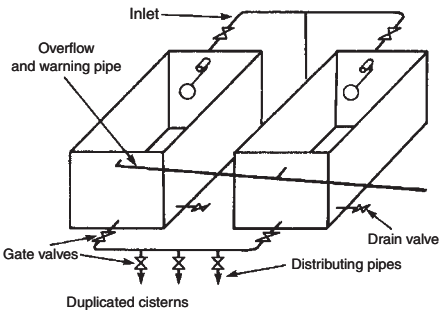 Inlet
Overflow
and warning pipe
Drain valve
Gate valves
Distributing pipes
Duplicated cisterns